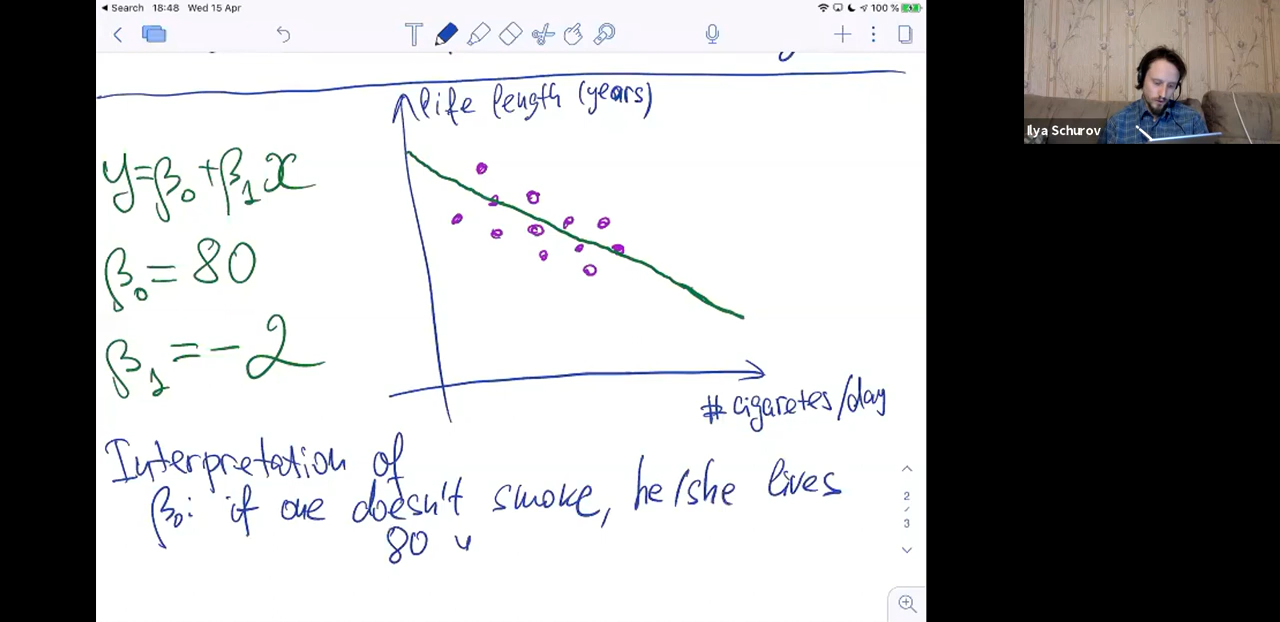 Search 18:48 Wed 15 Apr
100 %
T
life length (years)
y=β₀+β₁x
β₀ = 80
β₁ = -2
# cigaretes/day
Interpretation of
β₀: if one doesn't smoke, he/she lives
80
2
/
3
Ilya Schurov